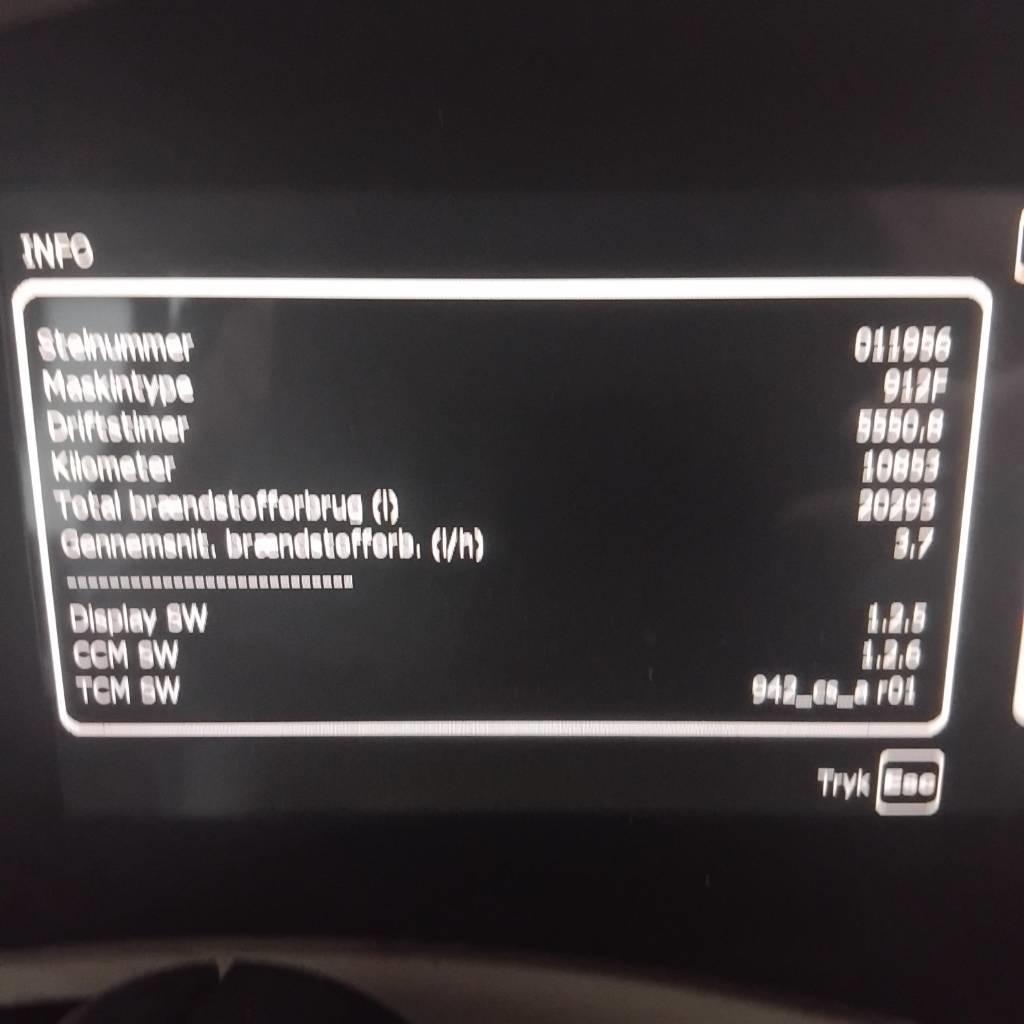 INFO
Stelnummer 011956
Maskintype 912F
Driftstimer 5550,8
Kilometer 10853
Total brændstofforbrug (l) 20293
Gennemsnit. brændstofforb. (l/h) 3,7
Display SW 1.2.5
CCM SW 1.2.6
TCM SW 942_cs_a r01
Tryk Esc